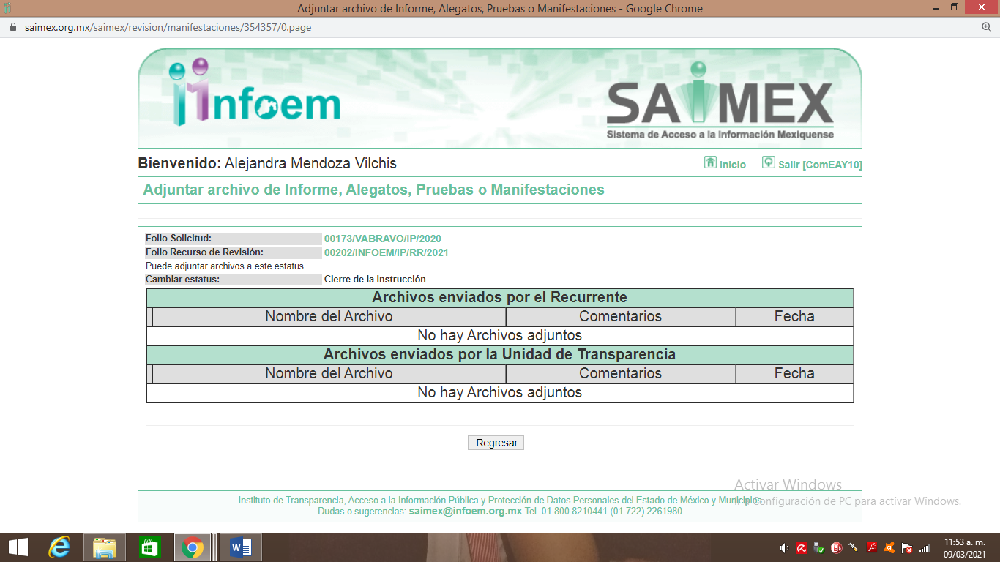 Adjuntar archivo de Informe, Alegatos, Pruebas o Manifestaciones - Google Chrome
saimex.org.mx/saimex/revision/manifestaciones/354357/0.page
infoem
SAIMEX
Sistema de Acceso a la Información Mexiquense
Bienvenido: Alejandra Mendoza Vilchis
Inicio Salir [ComEAY10]
Adjuntar archivo de Informe, Alegatos, Pruebas o Manifestaciones
Folio Solicitud: 00173/VABRAVO/IP/2020
Folio Recurso de Revisión: 00202/INFOEM/IP/RR/2021
Puede adjuntar archivos a este estatus
Cambiar estatus: Cierre de la instrucción
Archivos enviados por el Recurrente
Nombre del Archivo Comentarios Fecha
No hay Archivos adjuntos
Archivos enviados por la Unidad de Transparencia
Nombre del Archivo Comentarios Fecha
No hay Archivos adjuntos
Regresar
Activar Windows
Instituto de Transparencia, Acceso a la Información Pública y Protección de Datos Personales del Estado de México y Municipios
Configuración de PC para activar Windows.
Dudas o sugerencias: saimex@infoem.org.mx Tel. 01 800 8210441 (01 722) 2261980
11:53 a. m.
09/03/2021